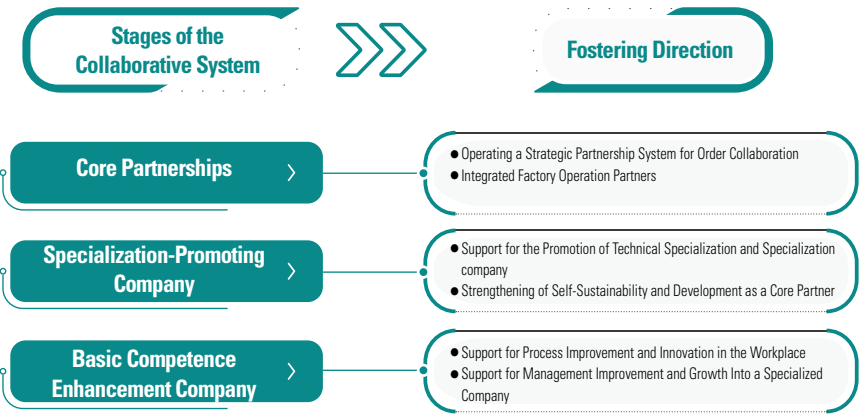 Stages of the
Collaborative System
Fostering Direction
Core Partnerships
● Operating a Strategic Partnership System for Order Collaboration
● Integrated Factory Operation Partners
Specialization-Promoting
Company
● Support for the Promotion of Technical Specialization and Specialization
company
● Strengthening of Self-Sustainability and Development as a Core Partner
Basic Competence
Enhancement Company
● Support for Process Improvement and Innovation in the Workplace
● Support for Management Improvement and Growth Into a Specialized
Company